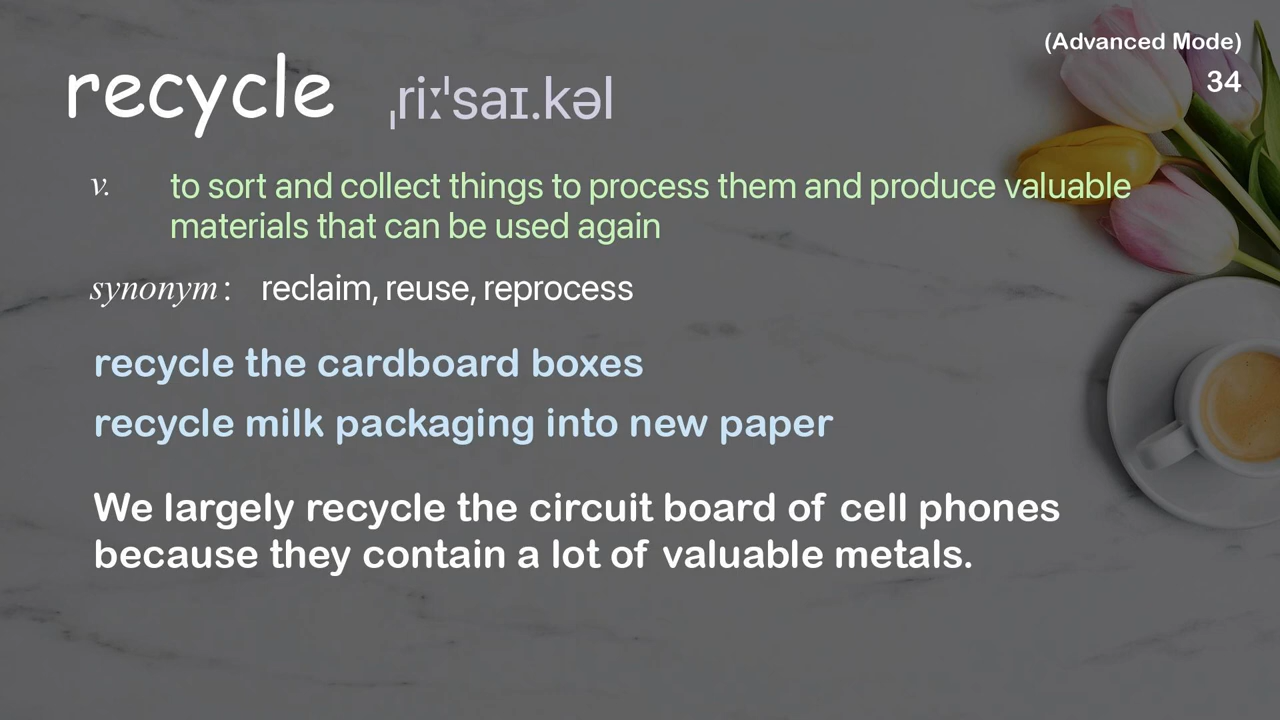 (Advanced Mode)
34
recycle ˌriːˈsaɪ.kəl
v. to sort and collect things to process them and produce valuable
materials that can be used again
synonym: reclaim, reuse, reprocess
recycle the cardboard boxes
recycle milk packaging into new paper
We largely recycle the circuit board of cell phones
because they contain a lot of valuable metals.